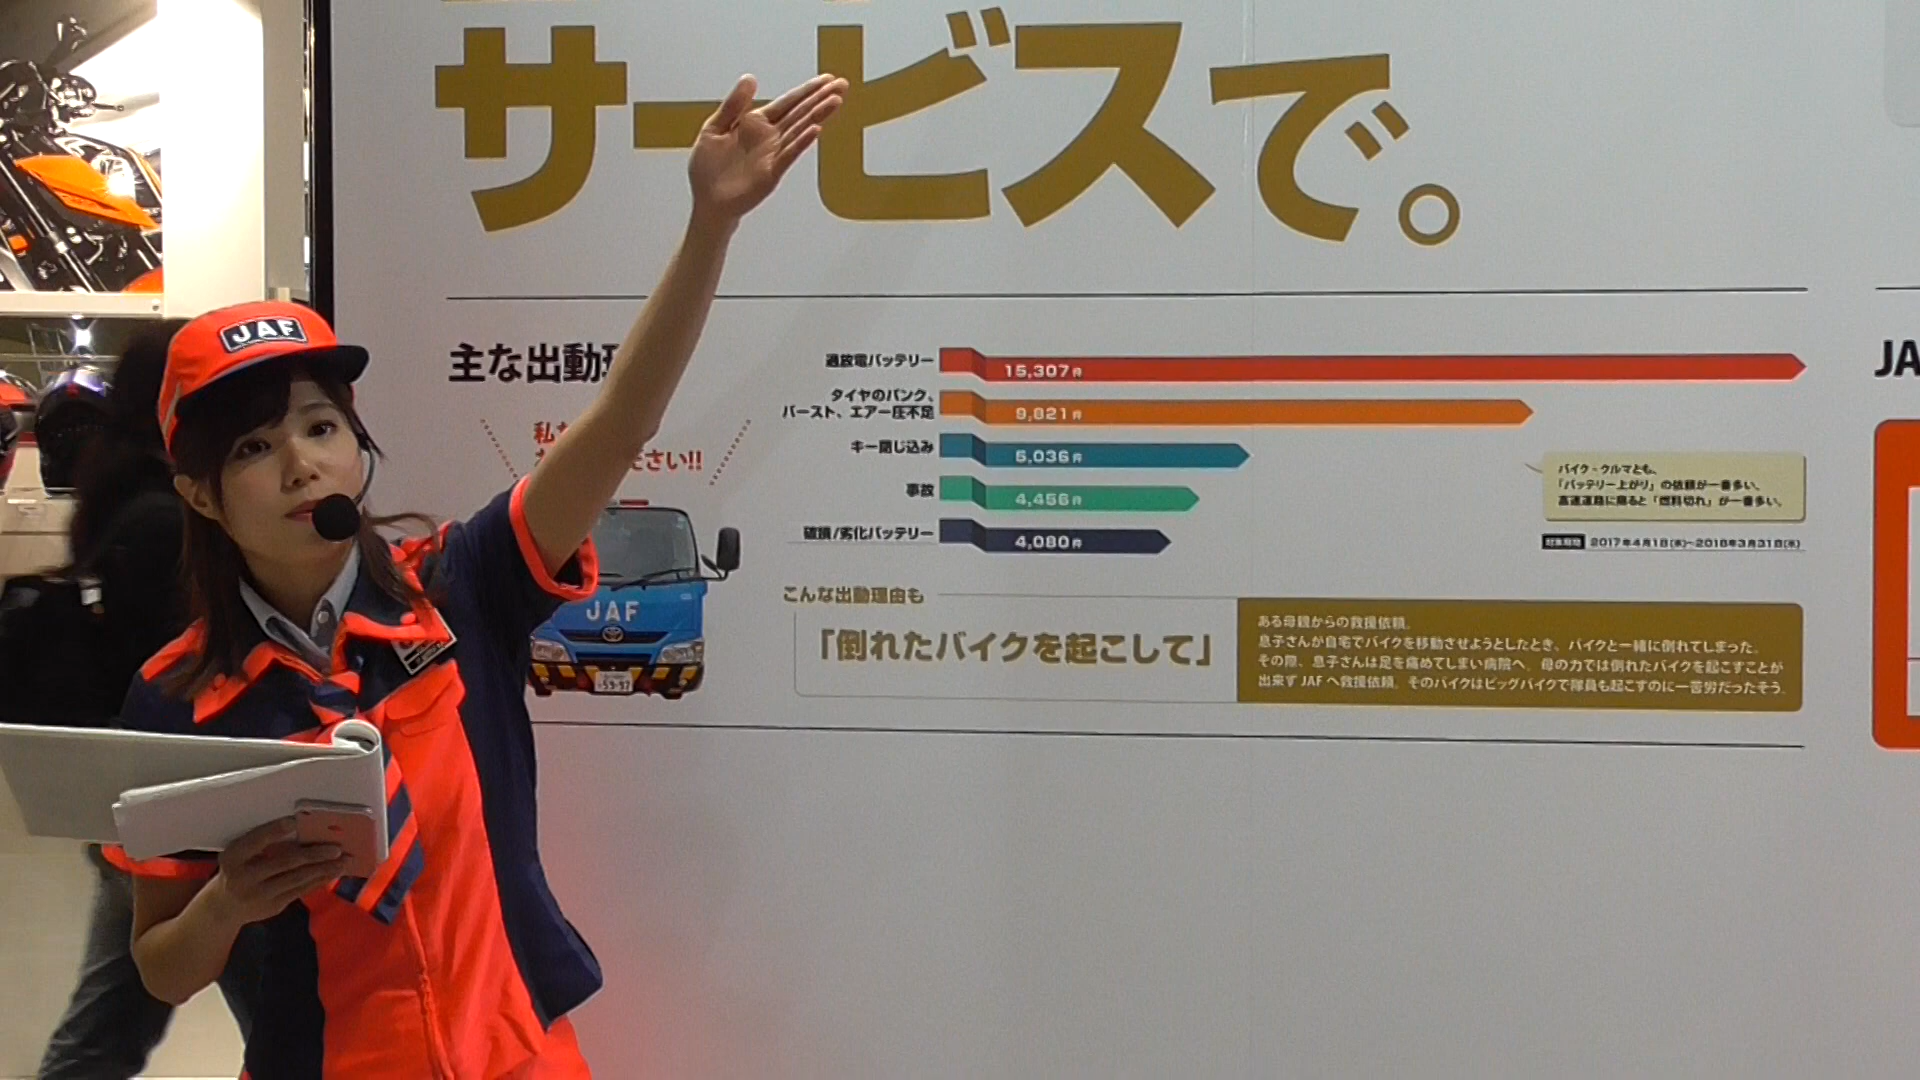 サービスで。
JAF
主な出動理
過放電バッテリー
15,307件
タイヤのパンク、
バースト、エアー圧不足
9,821件
キー閉じ込み
5,036件
事故
4,456件
破損/劣化バッテリー
4,080件
バイク・クルマとも、
「バッテリー上がり」の依頼が一番多い。
高速道路に限ると「燃料切れ」が一番多い。
対象期間 2017年4月1日(水)~2018年3月31日(水)
私た
ださい!!
JAF
59-97
こんな出動理由も
「倒れたバイクを起こして」
ある母親からの救援依頼。
息子さんが自宅でバイクを移動させようとしたとき、バイクと一緒に倒れてしまった。
その際、息子さんは足を痛めてしまい病院へ。母の力では倒れたバイクを起こすことが
出来ず JAF へ救援依頼。そのバイクはビッグバイクで隊員も起こすのに一苦労だったそう。
JA